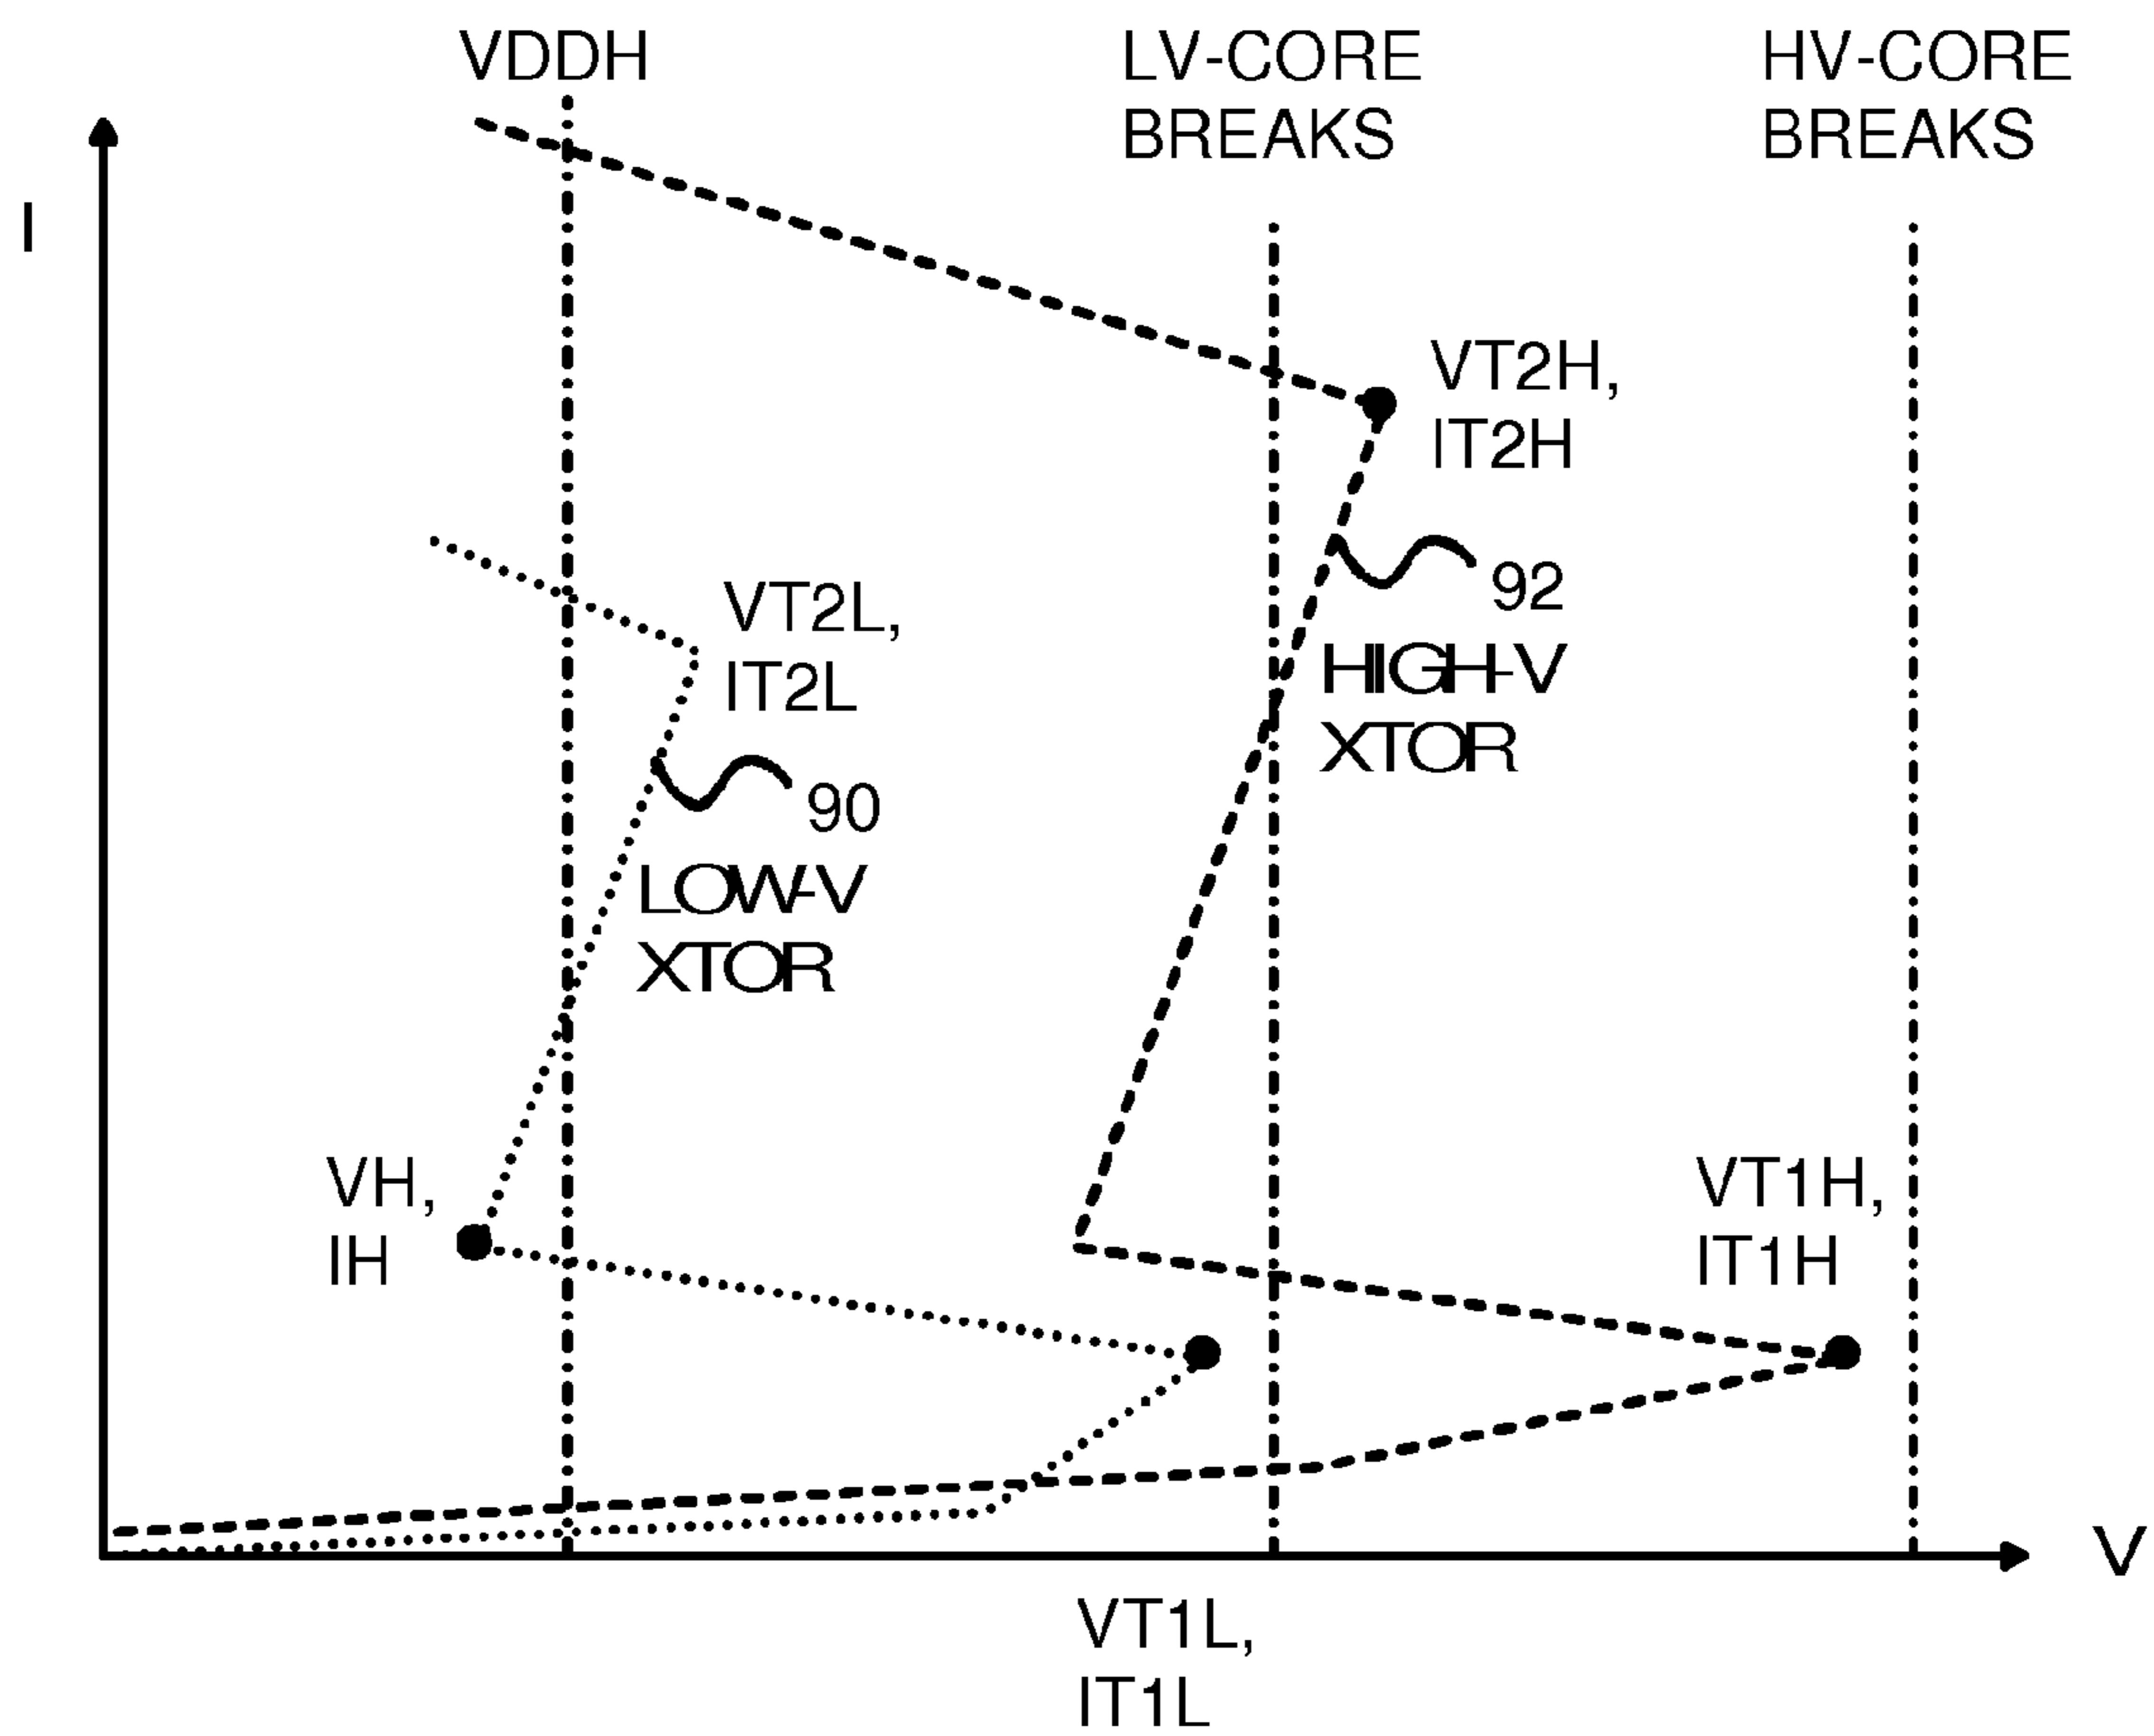 VDDH
LV-CORE
BREAKS
HV-CORE
BREAKS
I
VT2H,
IT2H
92
HIGH-V
XTOR
VT2L,
IT2L
90
LOW-V
XTOR
VH,
IH
VT1H,
IT1H
V
VT1L,
IT1L